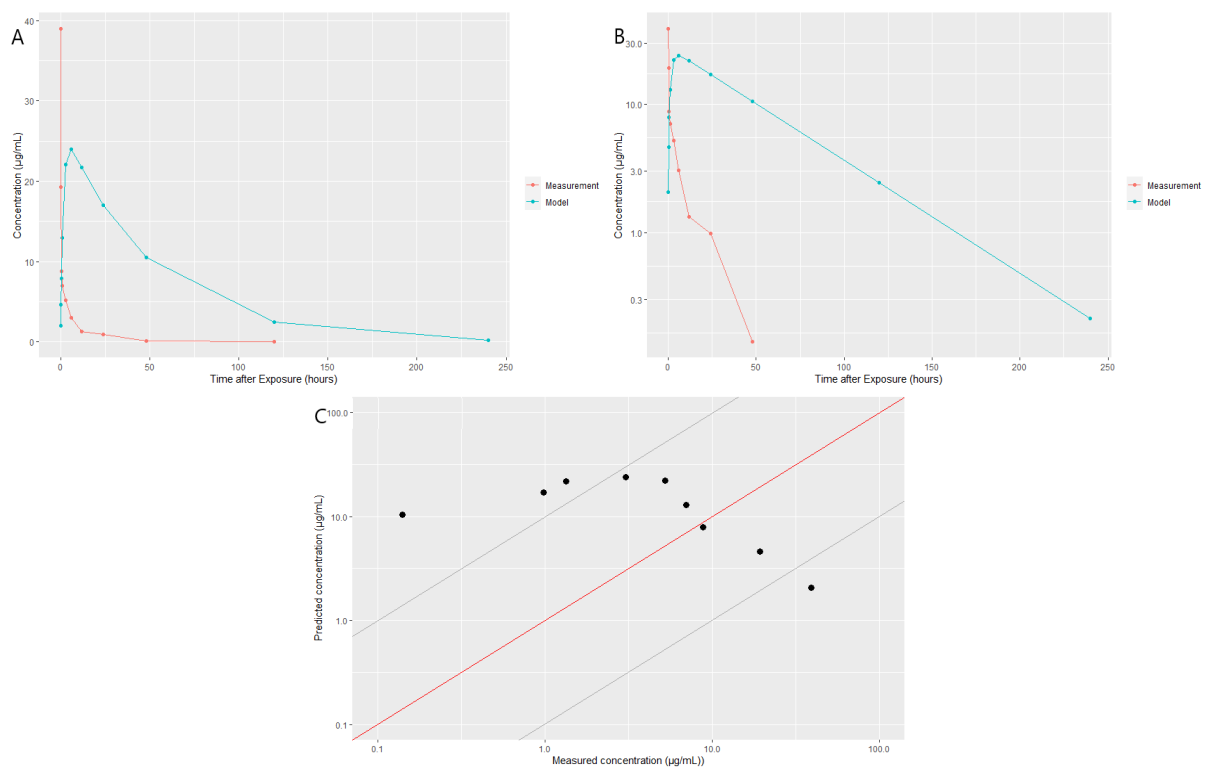 A
40
30
20
10
0
Concentration (µg/mL)
0
50
100
150
200
250
Time after Exposure (hours)
Measurement
Model
B
30.0
10.0
3.0
1.0
0.3
Concentration (µg/mL)
0
50
100
150
200
250
Time after Exposure (hours)
Measurement
Model
C
100.0
10.0
1.0
0.1
Predicted concentration (µg/mL)
0.1
1.0
10.0
100.0
Measured concentration (µg/mL))